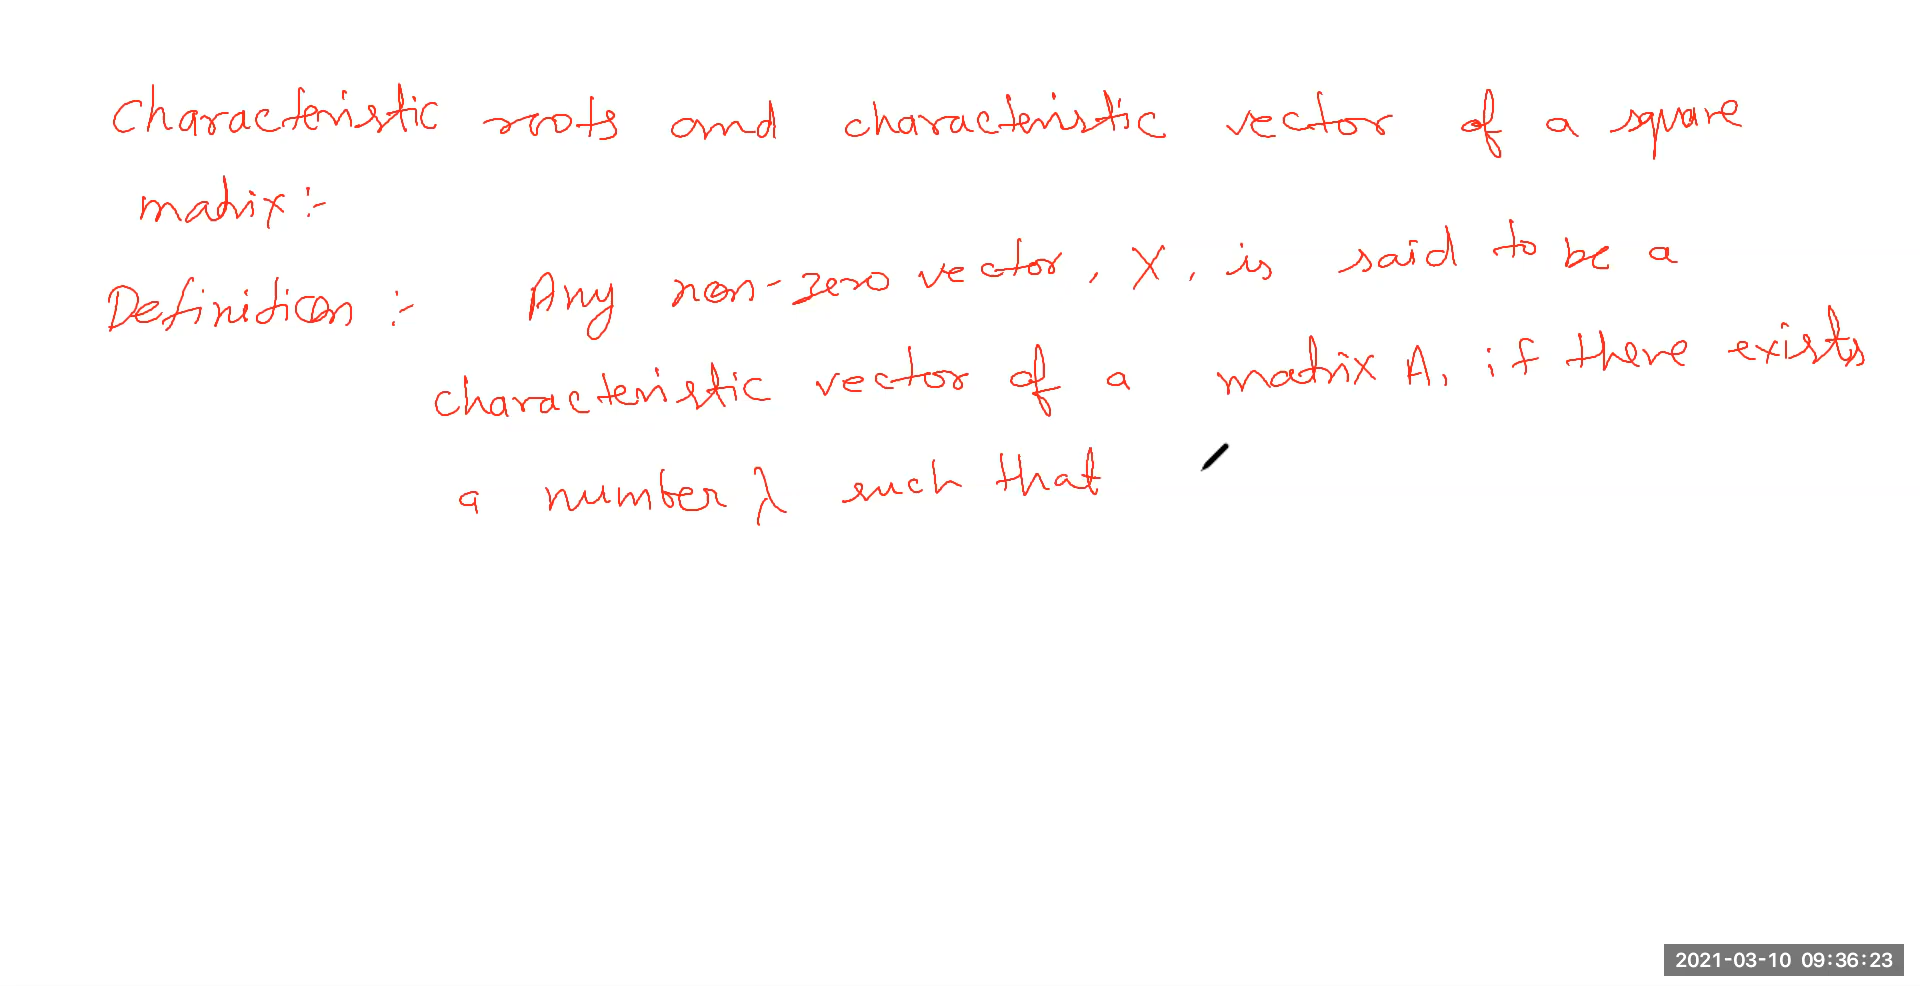 Characteristic roots and characteristic vector of a square
matrix :-
Definition :- Any non-zero vector, X, is said to be a
characteristic vector of a matrix A, if there exists
a number λ such that
2021-03-10 09:36:23